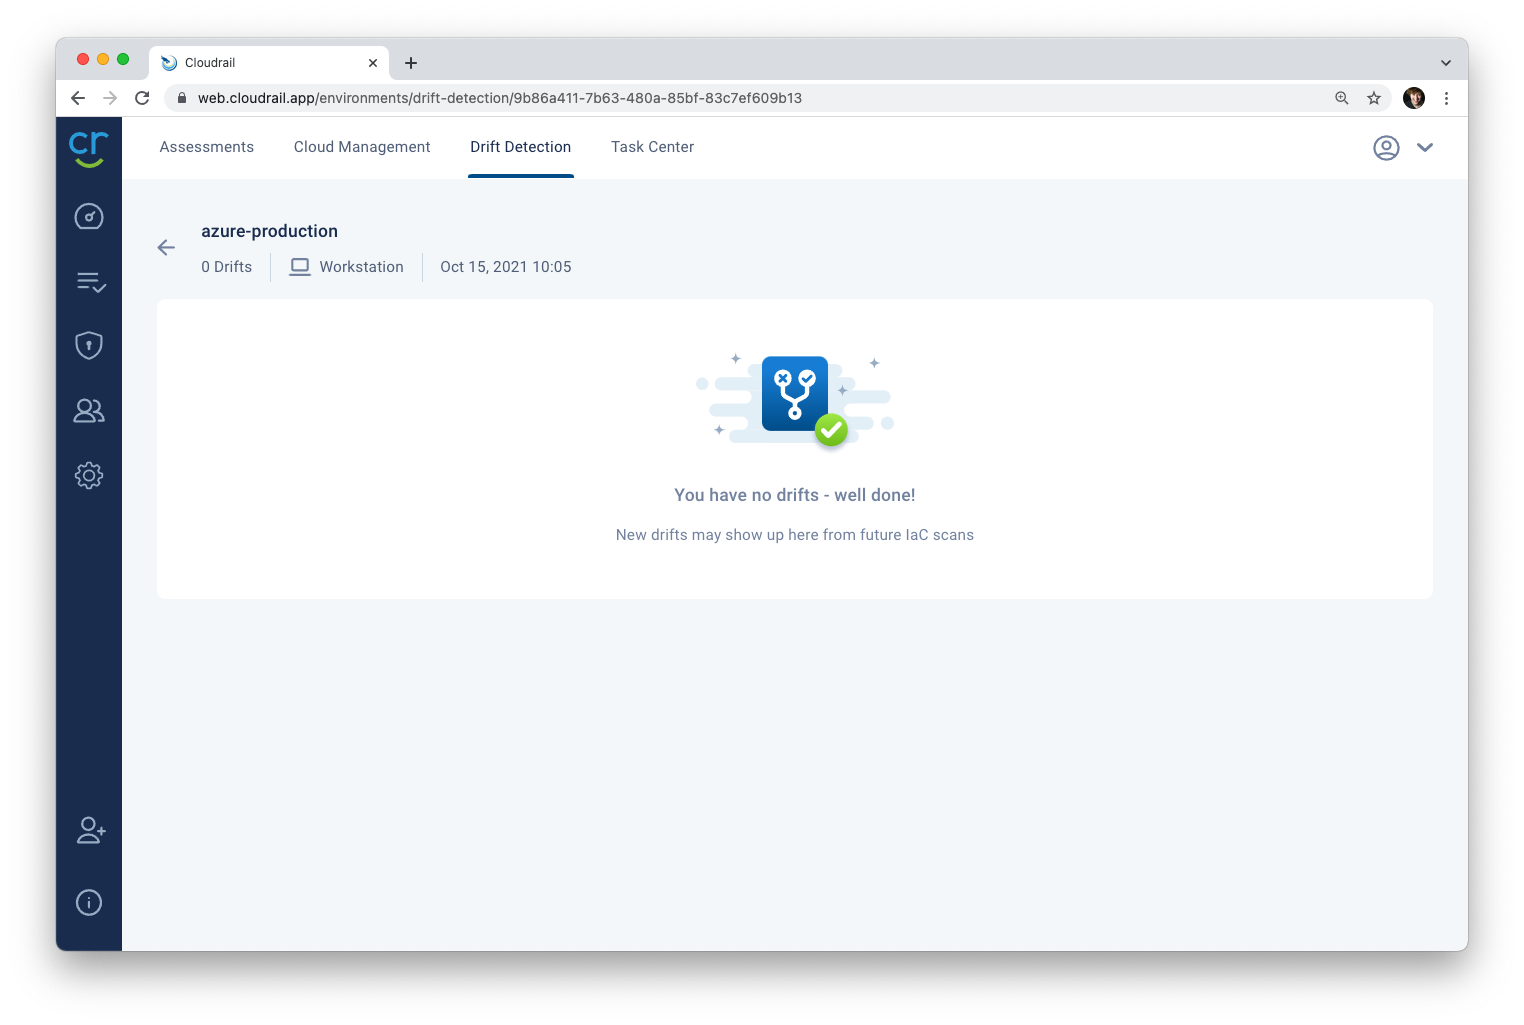 Cloudrail
web.cloudrail.app/environments/drift-detection/9b86a411-7b63-480a-85bf-83c7ef609b13
cr
Assessments Cloud Management Drift Detection Task Center
azure-production
0 Drifts Workstation Oct 15, 2021 10:05
You have no drifts - well done!
New drifts may show up here from future IaC scans